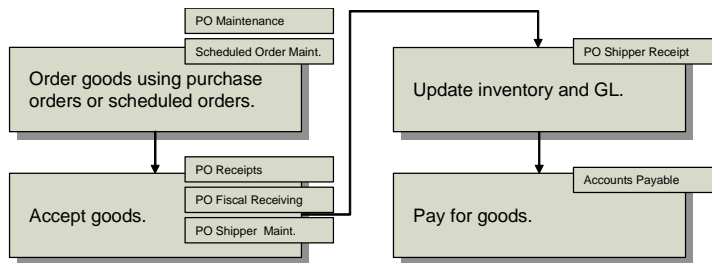 PO Maintenance
Scheduled Order Maint.
Order goods using purchase
orders or scheduled orders.
PO Receipts
PO Fiscal Receiving
PO Shipper Maint.
Accept goods.
PO Shipper Receipt
Update inventory and GL.
Accounts Payable
Pay for goods.